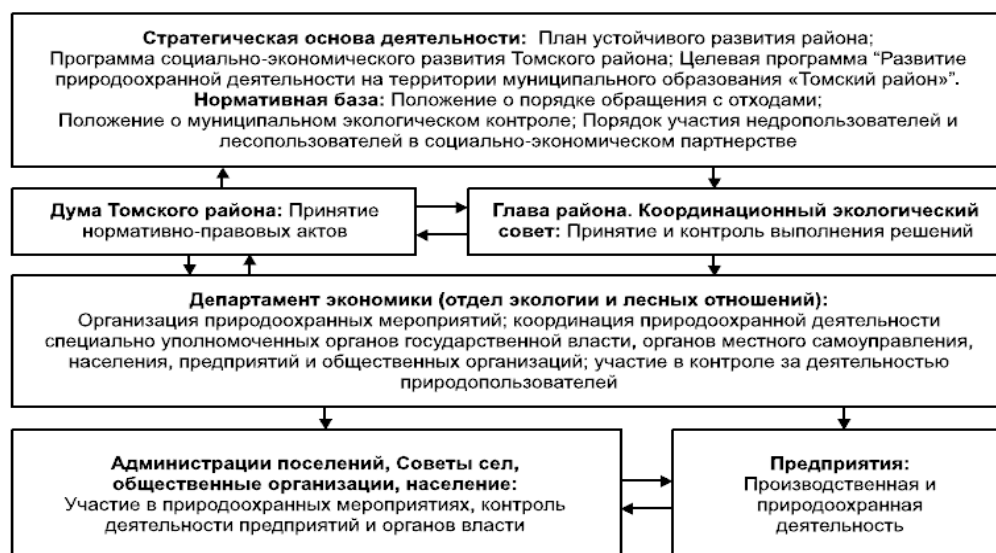 Стратегическая основа деятельности: План устойчивого развития района;
Программа социально-экономического развития Томского района; Целевая программа “Развитие
природоохранной деятельности на территории муниципального образования «Томский район»”.
Нормативная база: Положение о порядке обращения с отходами;
Положение о муниципальном экологическом контроле; Порядок участия недропользователей и
лесопользователей в социально-экономическом партнерстве
Дума Томского района: Принятие
нормативно-правовых актов
Глава района. Координационный экологический
совет: Принятие и контроль выполнения решений
Департамент экономики (отдел экологии и лесных отношений):
Организация природоохранных мероприятий; координация природоохранной деятельности
специально уполномоченных органов государственной власти, органов местного самоуправления,
населения, предприятий и общественных организаций; участие в контроле за деятельностью
природопользователей
Администрации поселений, Советы сел,
общественные организации, население:
Участие в природоохранных мероприятиях, контроль
деятельности предприятий и органов власти
Предприятия:
Производственная и
природоохранная
деятельность